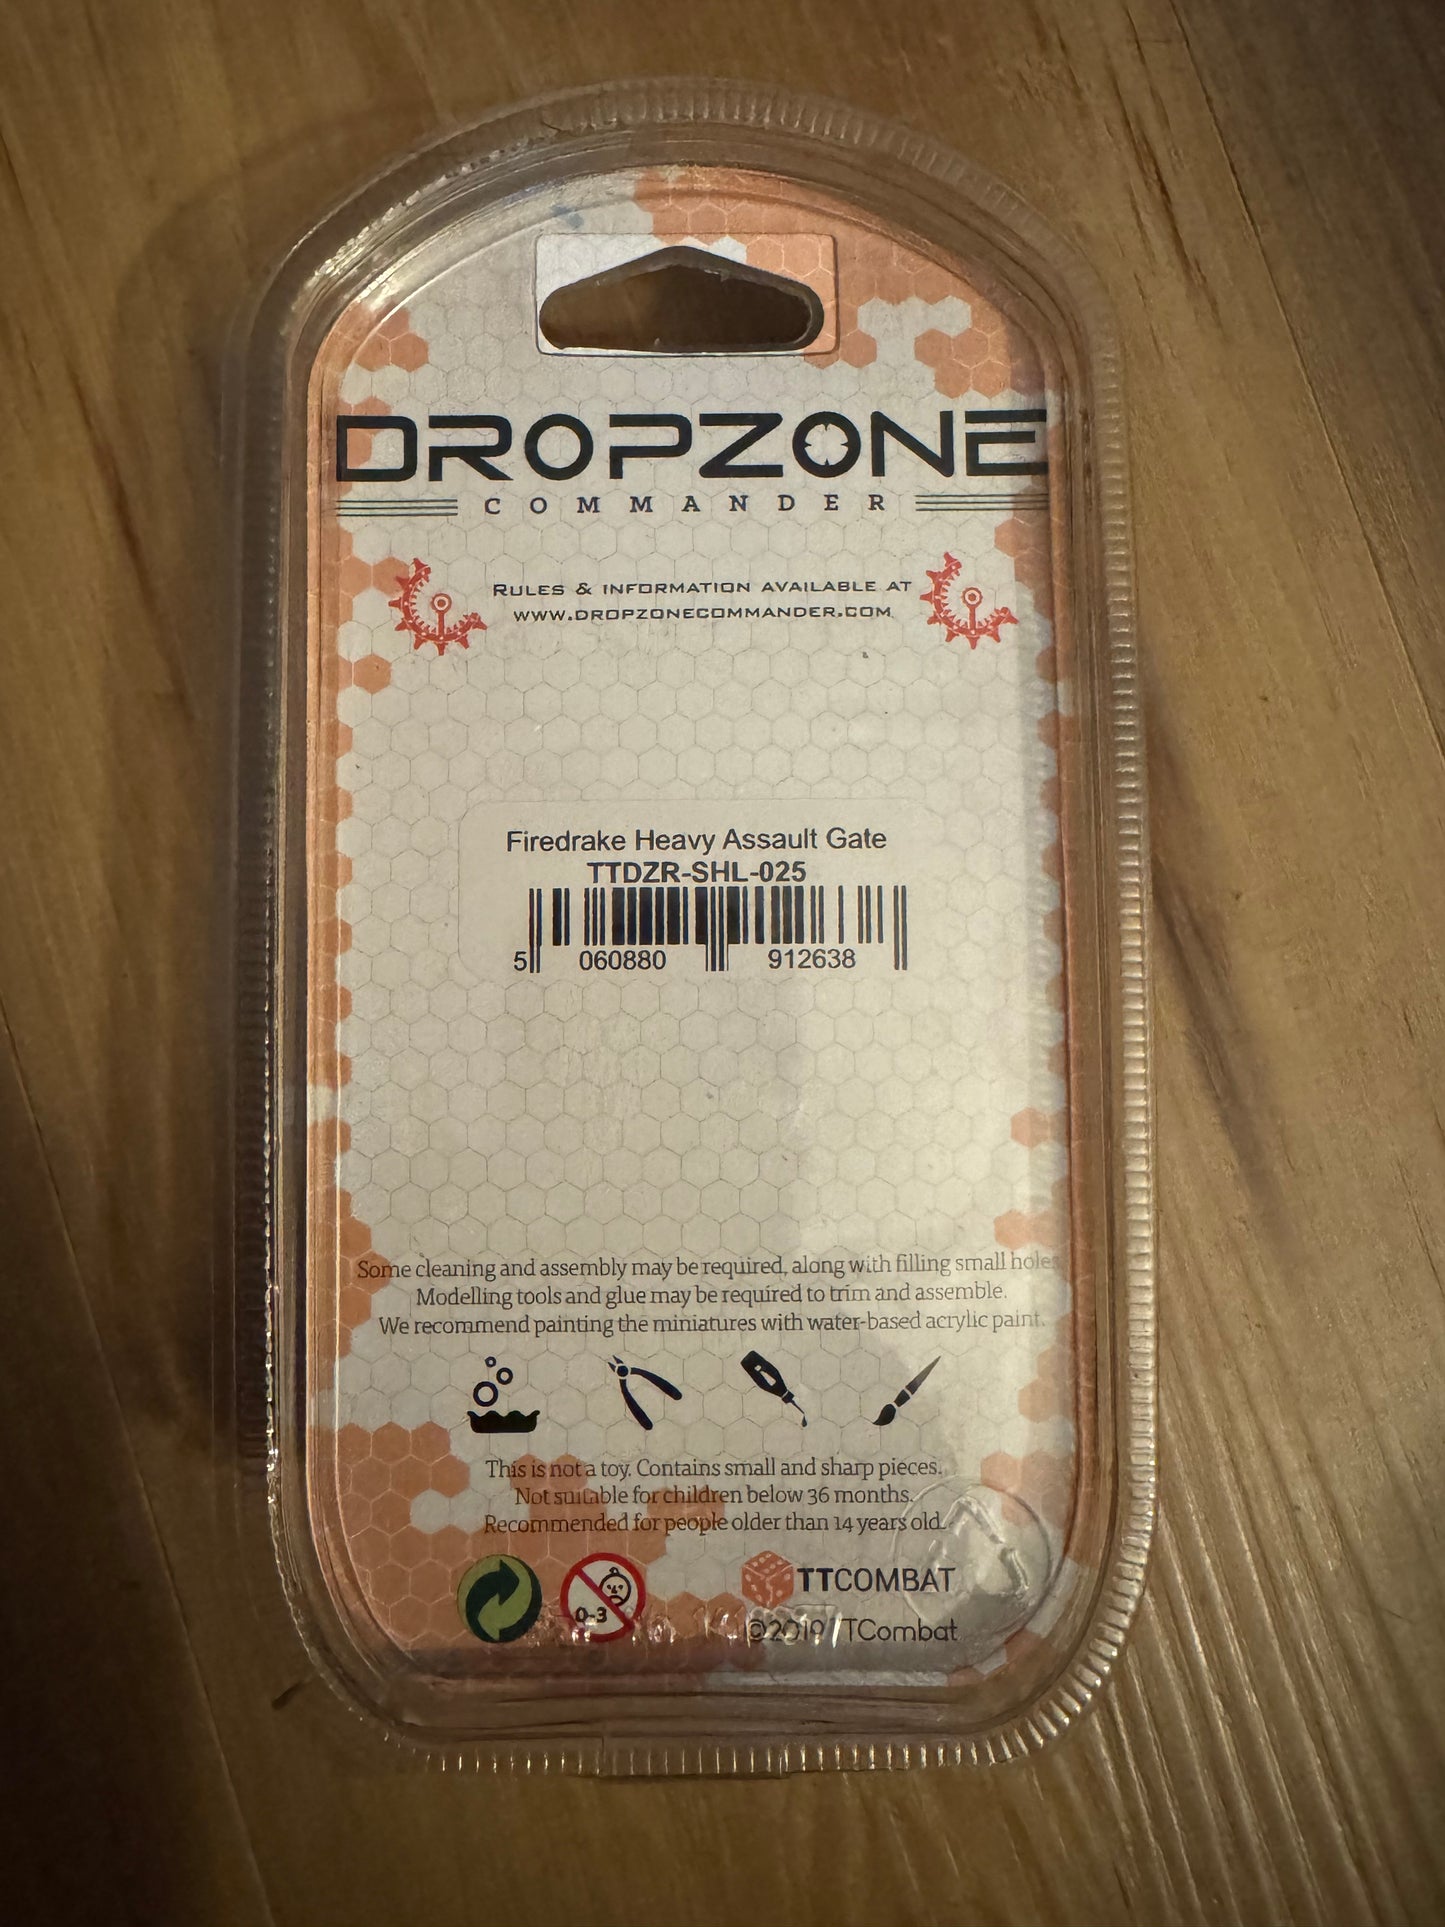 DROPZONE
COMMANDER
RULES & INFORMATION AVAILABLE AT
WWW.DROPZONECOMMANDER.COM
Firedrake Heavy Assault Gate
TTDZR-SHL-025
5 060880 912638
Some cleaning and assembly may be required, along with filling small holes.
Modelling tools and glue may be required to trim and assemble.
We recommend painting the miniatures with water-based acrylic paint.
This is not a toy. Contains small and sharp pieces.
Not suitable for children below 36 months.
Recommended for people older than 14 years old.
0-3
TTCOMBAT
©2019 TTCombat